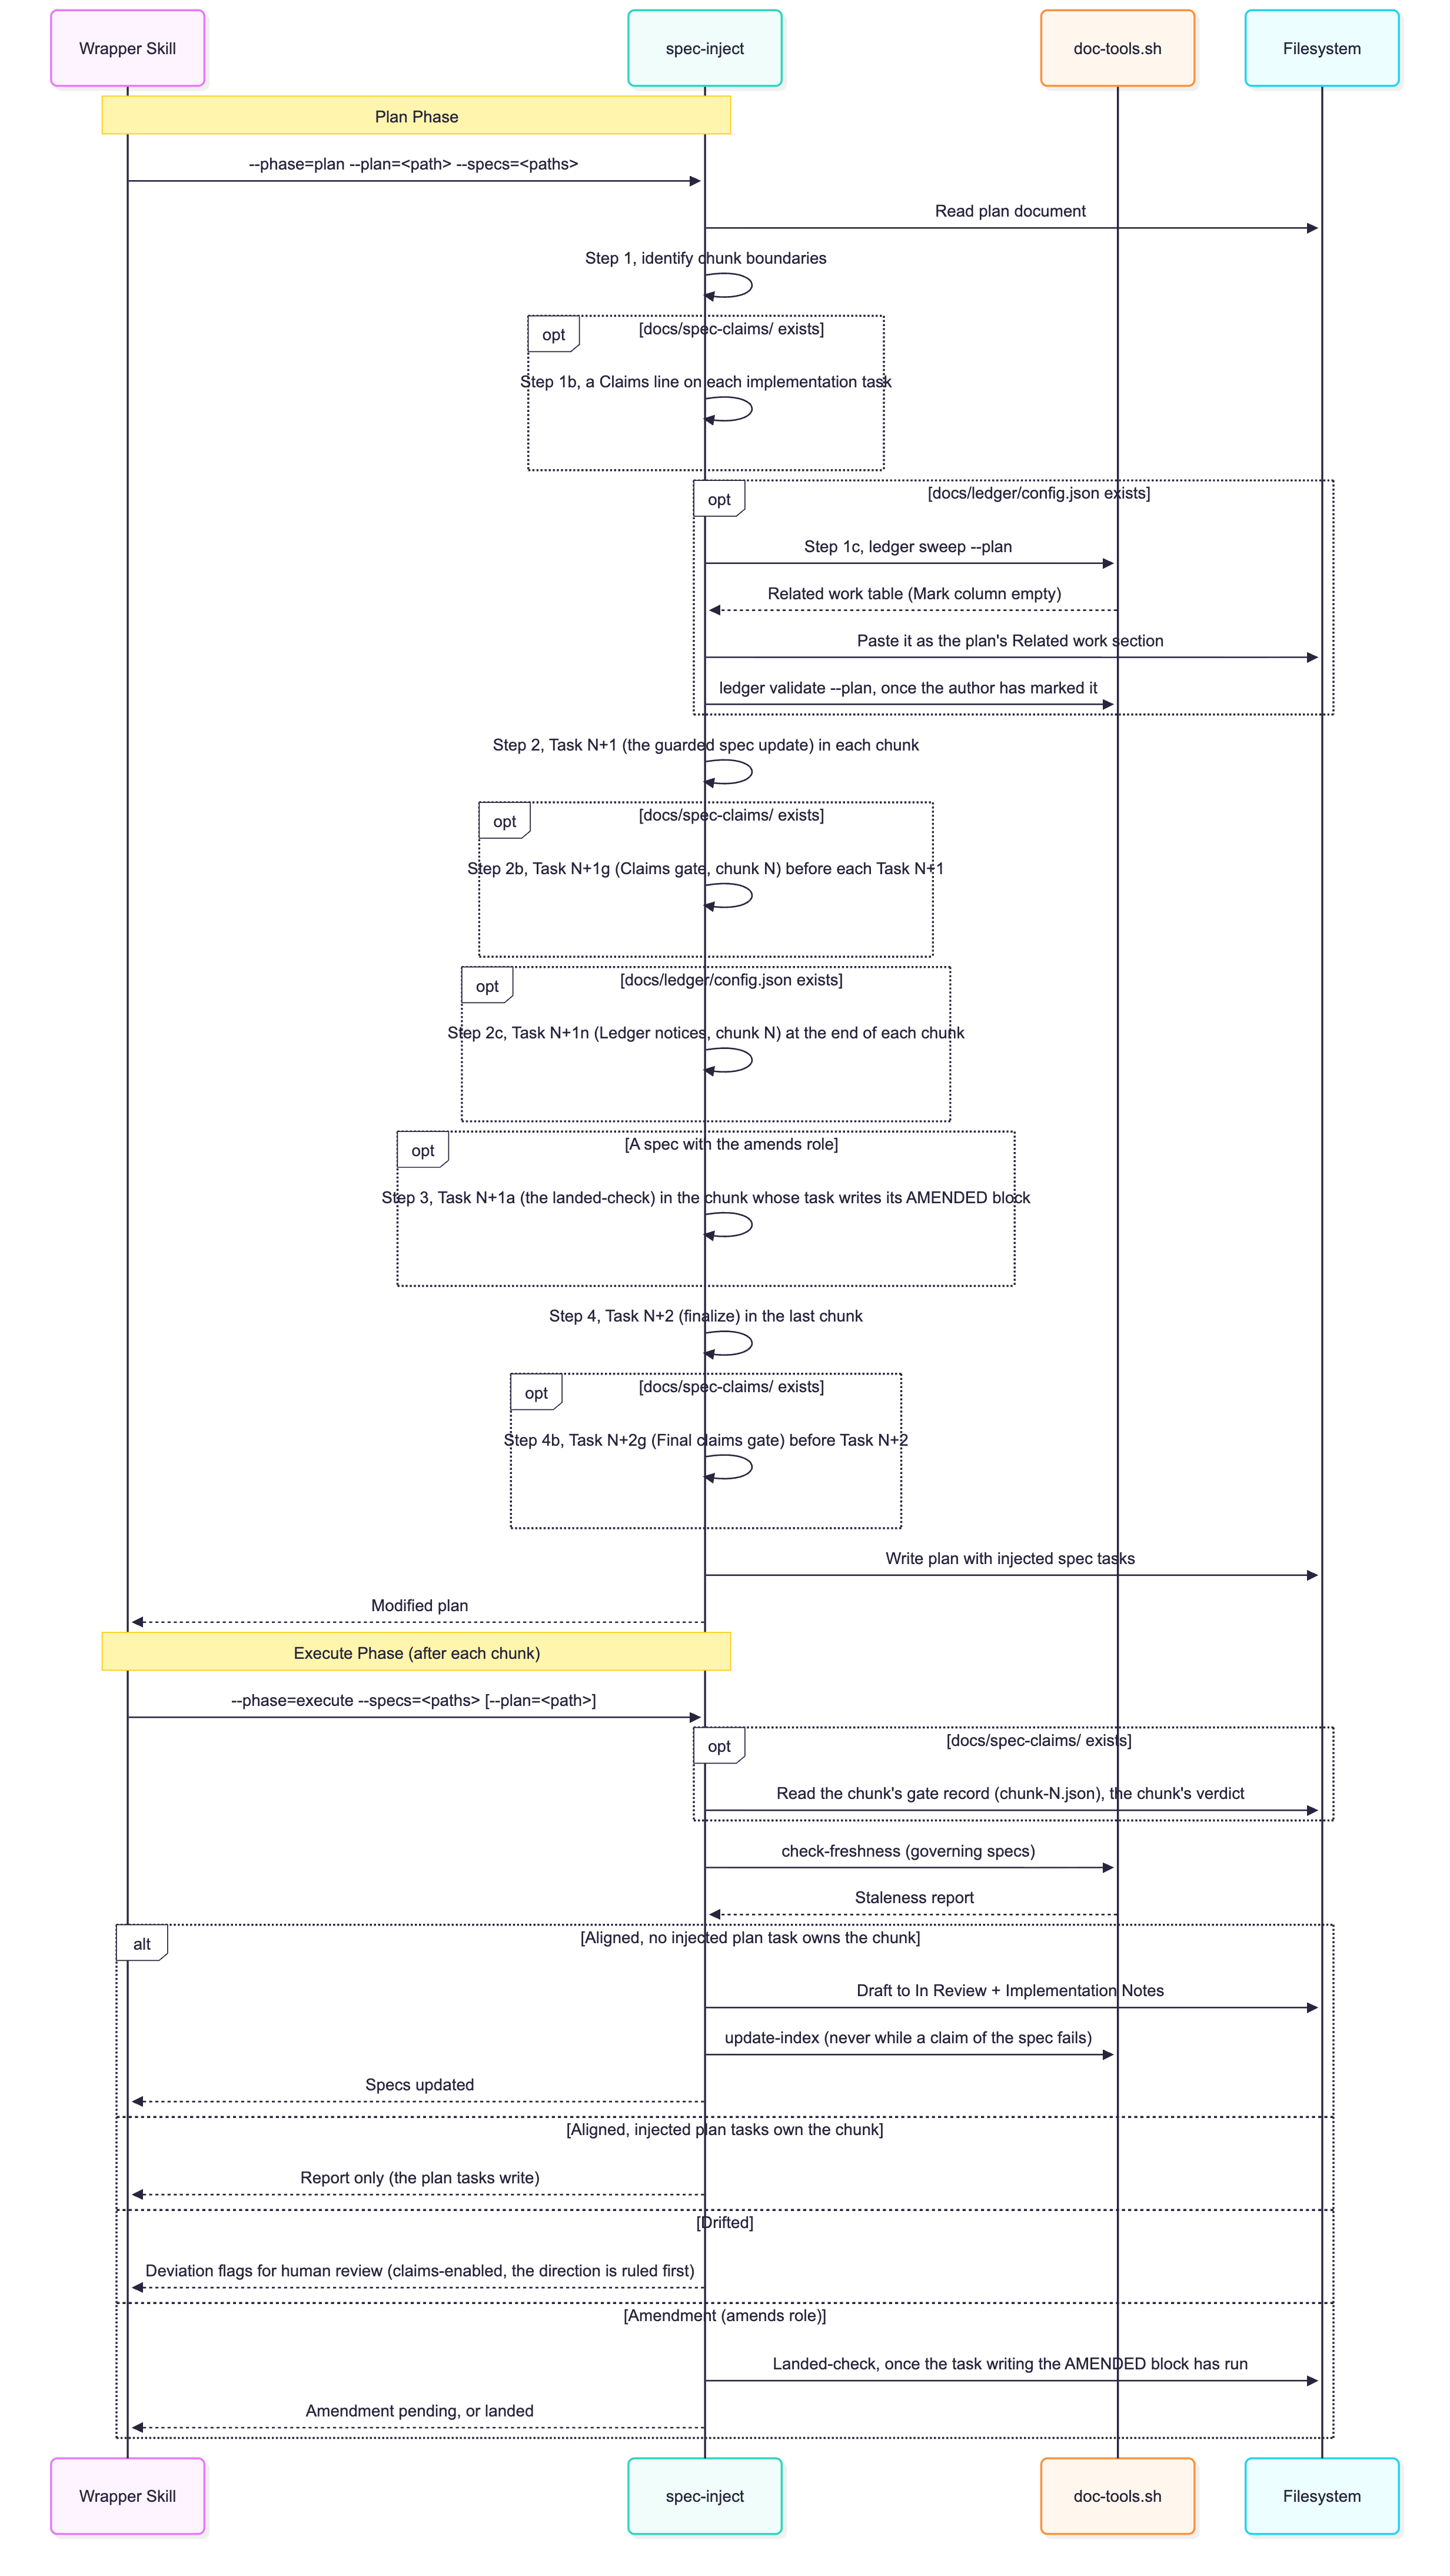 Wrapper Skill
spec-inject
doc-tools.sh
Filesystem
Plan Phase
--phase=plan --plan=<path> --specs=<paths>
Read plan document
Step 1, identify chunk boundaries
opt
[docs/spec-claims/ exists]
Step 1b, a Claims line on each implementation task
opt
[docs/ledger/config.json exists]
Step 1c, ledger sweep --plan
Related work table (Mark column empty)
Paste it as the plan's Related work section
ledger validate --plan, once the author has marked it
Step 2, Task N+1 (the guarded spec update) in each chunk
opt
[docs/spec-claims/ exists]
Step 2b, Task N+1g (Claims gate, chunk N) before each Task N+1
opt
[docs/ledger/config.json exists]
Step 2c, Task N+1n (Ledger notices, chunk N) at the end of each chunk
opt
[A spec with the amends role]
Step 3, Task N+1a (the landed-check) in the chunk whose task writes its AMENDED block
Step 4, Task N+2 (finalize) in the last chunk
opt
[docs/spec-claims/ exists]
Step 4b, Task N+2g (Final claims gate) before Task N+2
Write plan with injected spec tasks
Modified plan
Execute Phase (after each chunk)
--phase=execute --specs=<paths> [--plan=<path>]
opt
[docs/spec-claims/ exists]
Read the chunk's gate record (chunk-N.json), the chunk's verdict
check-freshness (governing specs)
Staleness report
alt
[Aligned, no injected plan task owns the chunk]
Draft to In Review + Implementation Notes
update-index (never while a claim of the spec fails)
Specs updated
[Aligned, injected plan tasks own the chunk]
Report only (the plan tasks write)
[Drifted]
Deviation flags for human review (claims-enabled, the direction is ruled first)
[Amendment (amends role)]
Landed-check, once the task writing the AMENDED block has run
Amendment pending, or landed
Wrapper Skill
spec-inject
doc-tools.sh
Filesystem